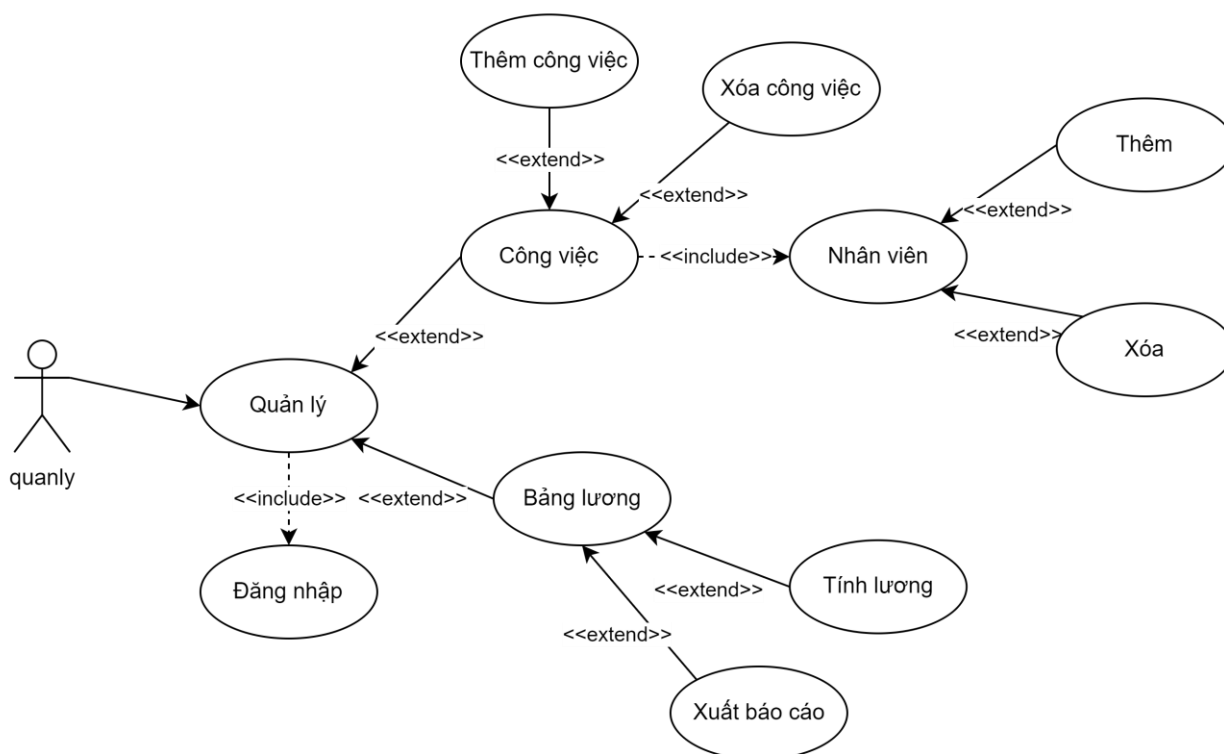 Thêm công việc
Xóa công việc
Thêm
<<extend>>
<<extend>>
<<extend>>
Công việc
<<include>>
Nhân viên
<<extend>>
<<extend>>
Xóa
Quản lý
quanly
<<include>>
<<extend>>
Bảng lương
Đăng nhập
<<extend>>
Tính lương
<<extend>>
Xuất báo cáo